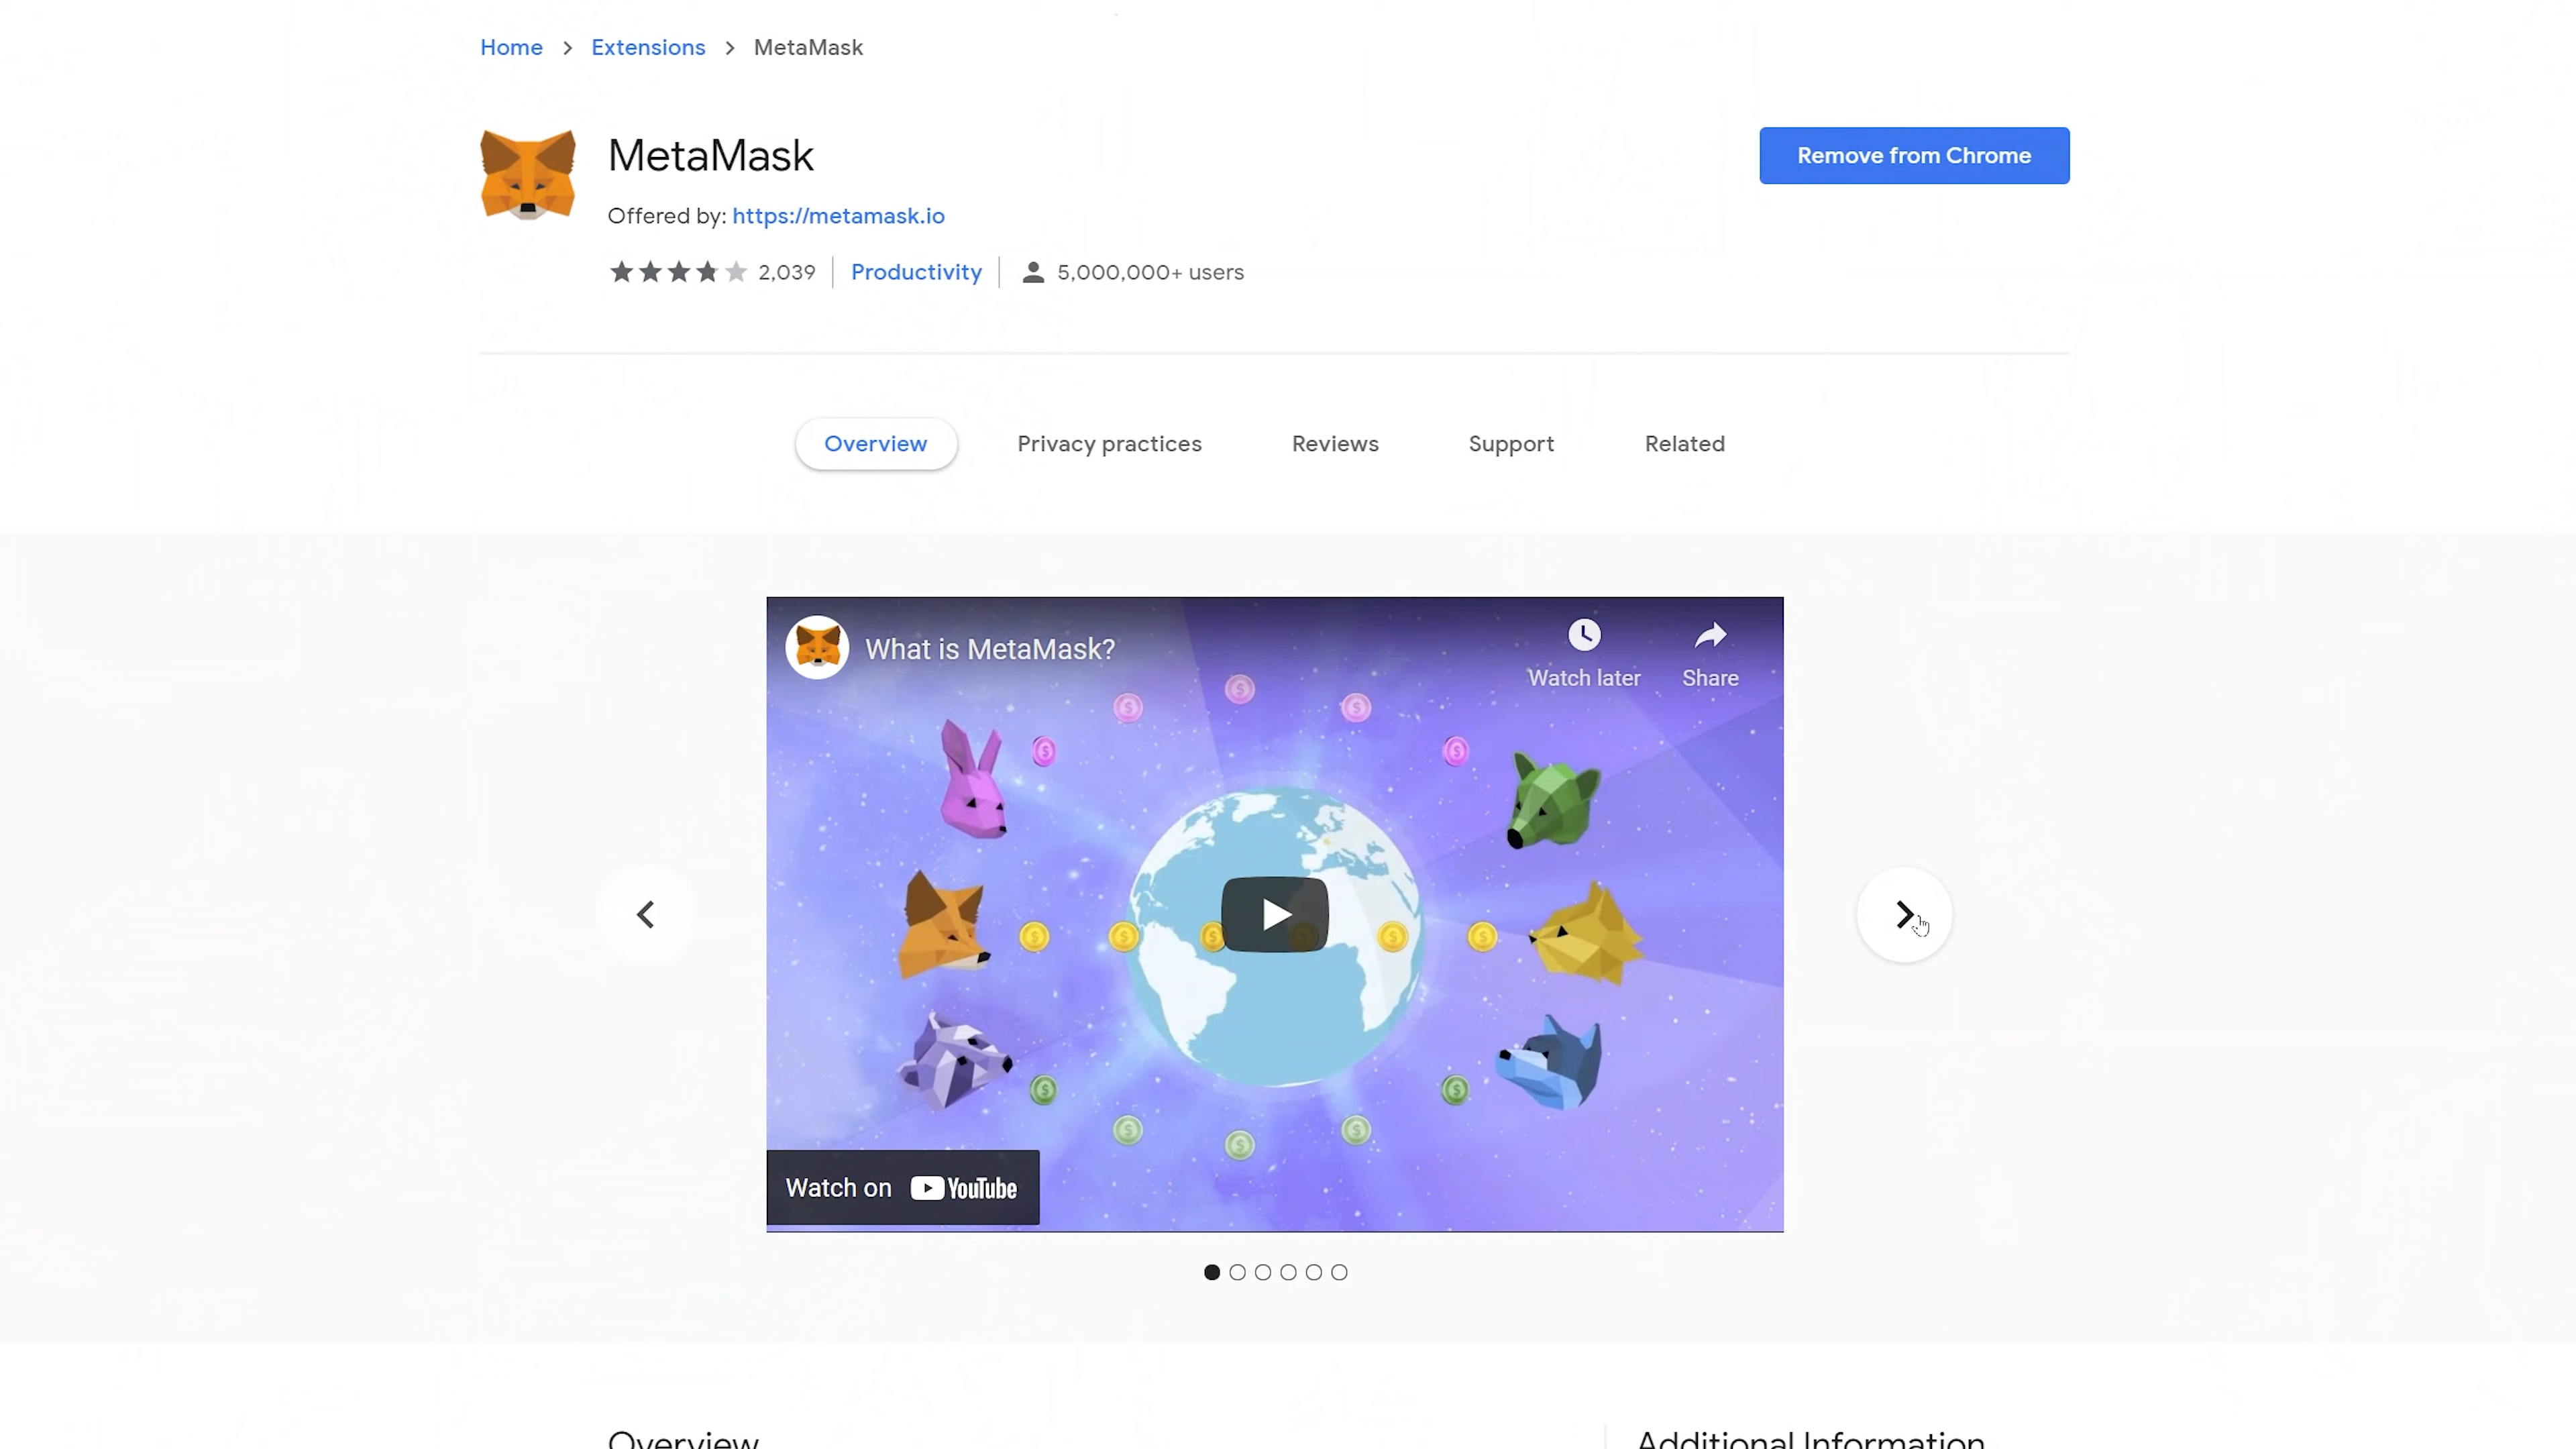 Home > Extensions > MetaMask
MetaMask
Remove from Chrome
Offered by: https://metamask.io
2,039 Productivity 5,000,000+ users
Overview Privacy practices Reviews Support Related
What is MetaMask?
Watch later Share
Watch on YouTube
Overview Additional Information